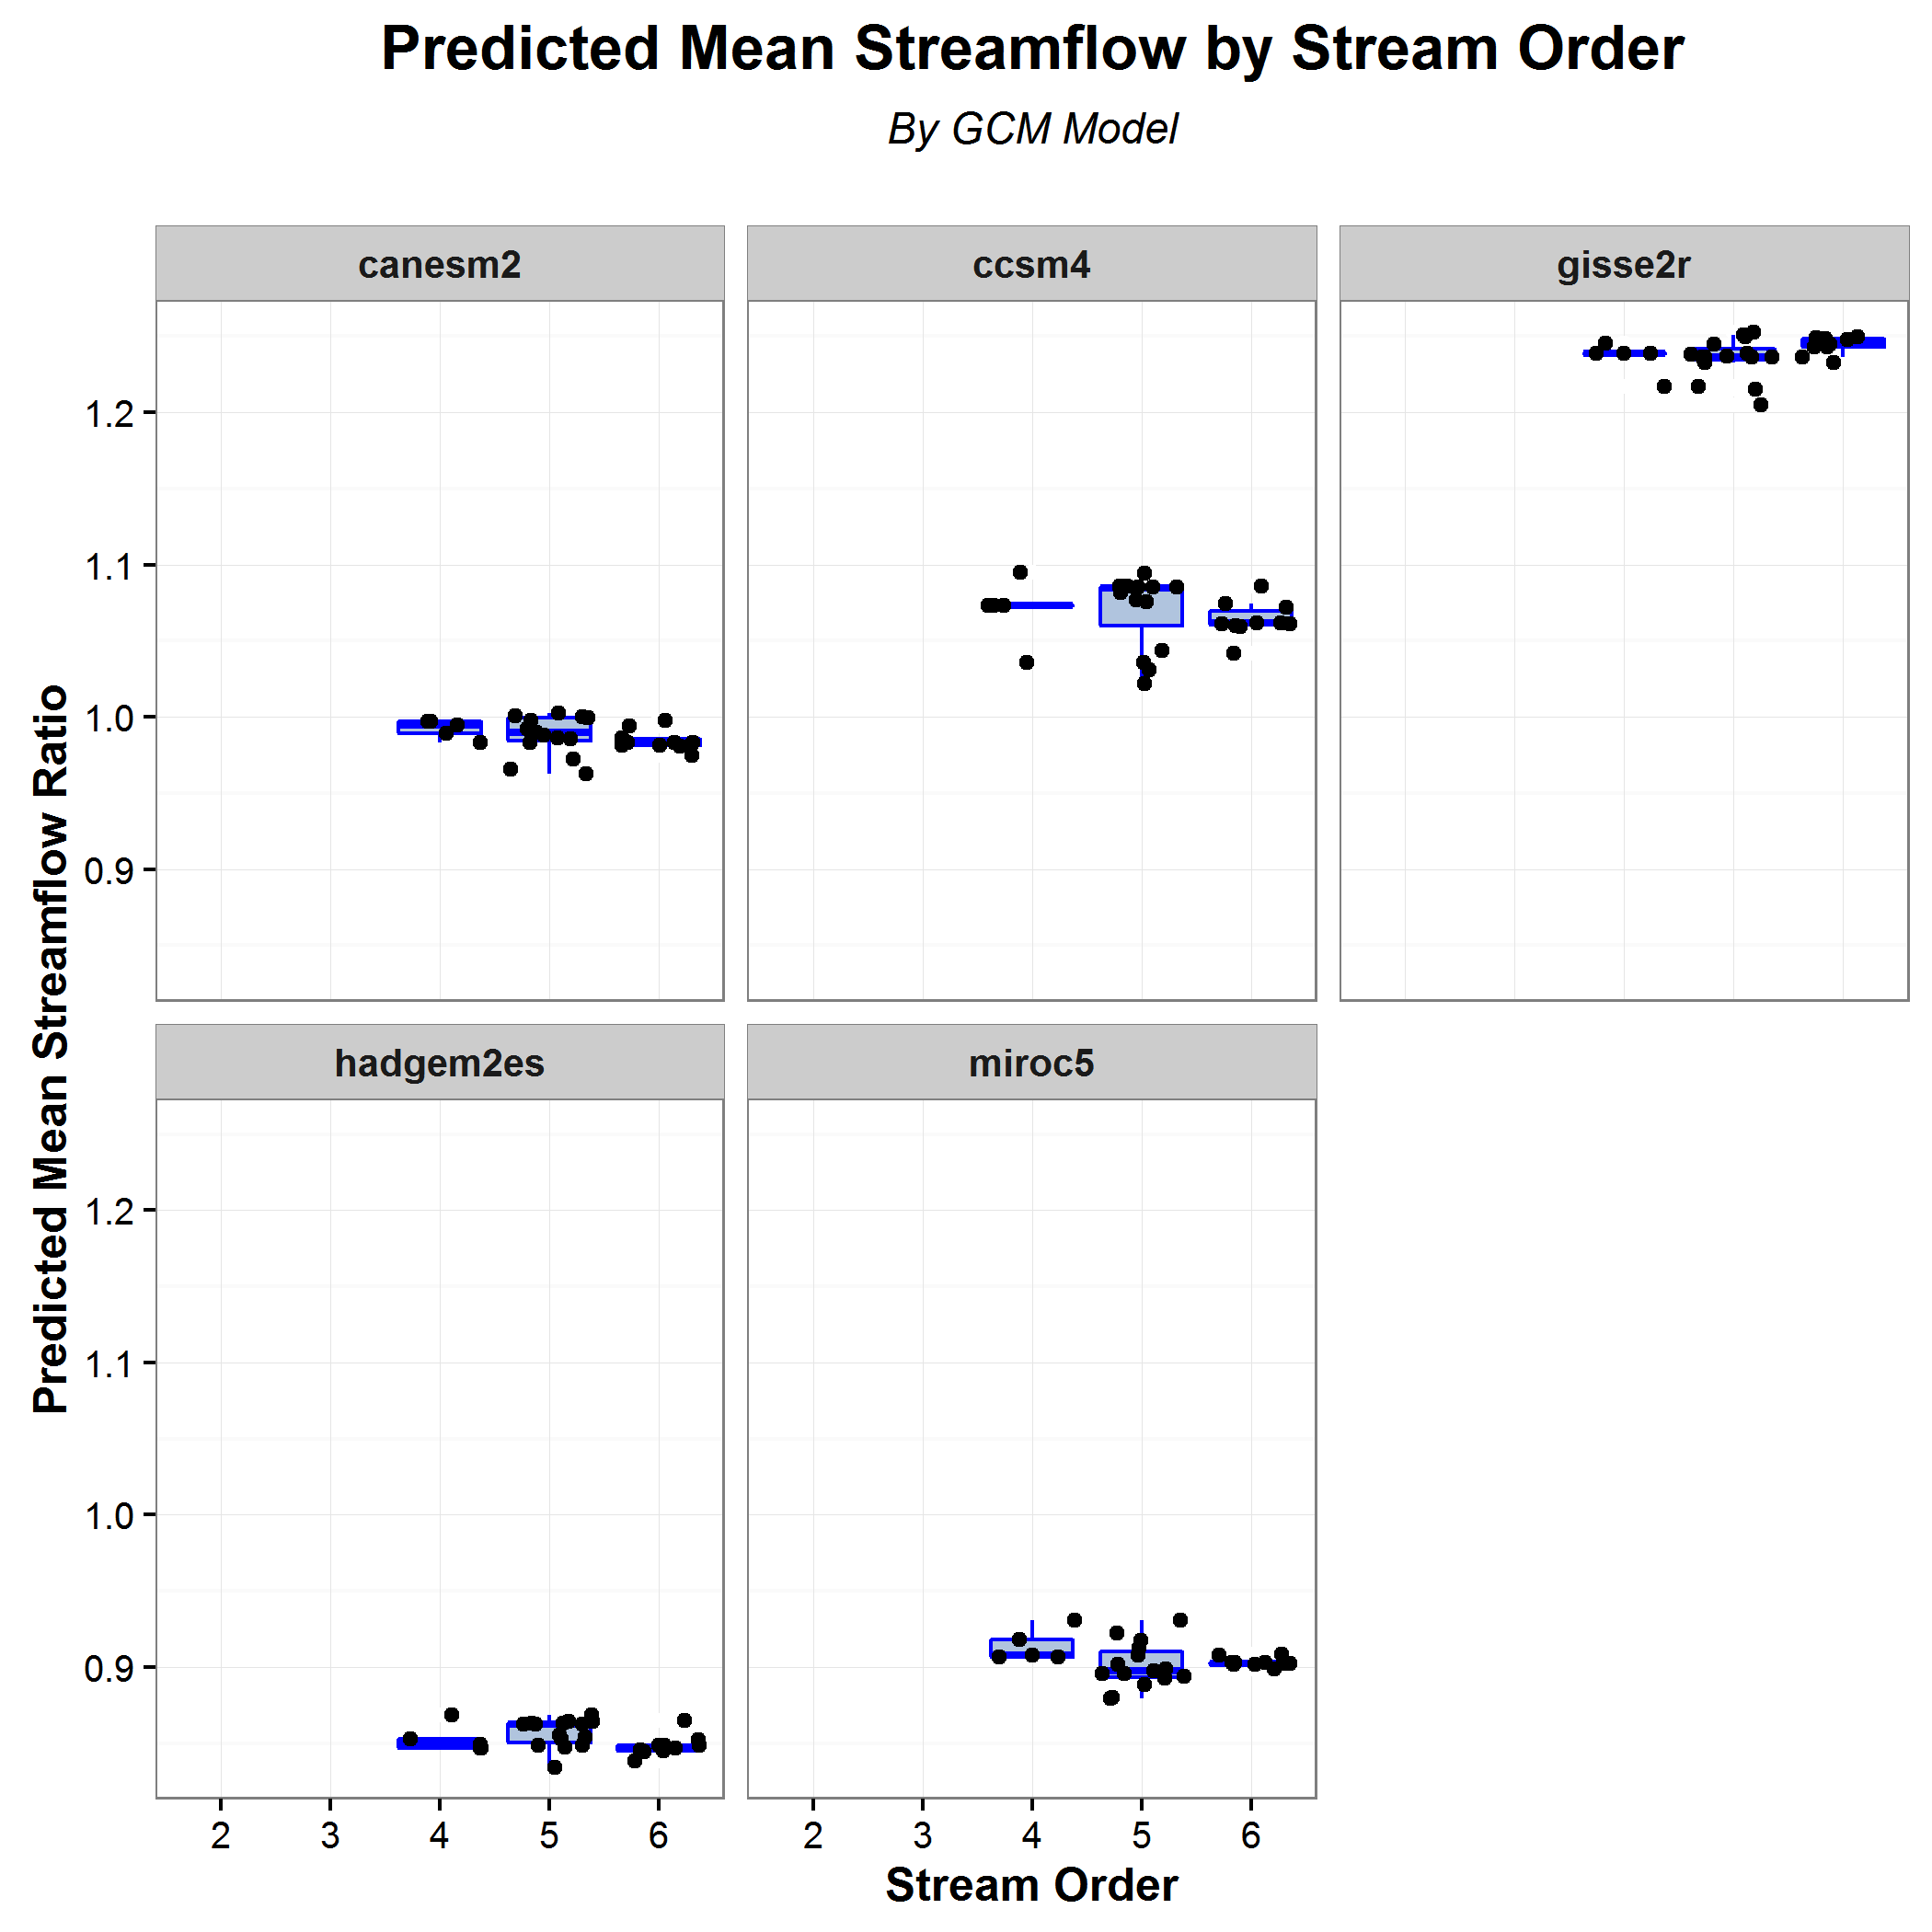 Predicted Mean Streamflow by Stream Order
By GCM Model
canesm2
ccsm4
gisse2r
1.2
1.1
1.0
0.9
Predicted Mean Streamflow Ratio
hadgem2es
miroc5
1.2
1.1
1.0
0.9
2 3 4 5 6
2 3 4 5 6
Stream Order